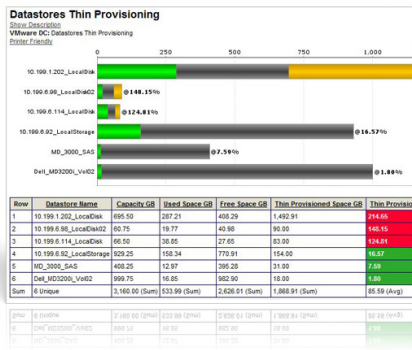 Datastores Thin Provisioning
Show Description
VMware DC: Datastores Thin Provisioning
Printer Friendly
0 250 500 750 1.000
10.199.1.202_LocalDisk
10.199.6.98_LocalDisk02 @148.15%
10.199.6.114_LocalDisk @124.81%
10.199.6.92_LocalStorage @16.57%
MD_3000_SAS @7.59%
Dell_MD3200i_Vol02 @1.80%
Row Datastore Name Capacity GB Used Space GB Free Space GB Thin Provisioned Space GB Thin Provisio
1 10.199.1.202_LocalDisk 695.50 287.21 408.29 1,492.91 214.65
2 10.199.6.98_LocalDisk02 60.75 19.77 40.98 90.00 148.15
3 10.199.6.114_LocalDisk 66.50 38.85 27.65 83.00 124.81
4 10.199.6.92_LocalStorage 929.25 158.34 770.91 154.00 16.57
5 MD_3000_SAS 408.25 12.97 395.28 31.00 7.59
6 Dell_MD3200i_Vol02 999.75 16.85 982.90 18.00 1.80
Sum 6 Unique 3,160.00 (Sum) 533.99 (Sum) 2,626.01 (Sum) 1,868.91 (Sum) 85.59 (Avg)